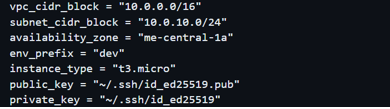 vpc_cidr_block = "10.0.0.0/16"
subnet_cidr_block = "10.0.10.0/24"
availability_zone = "me-central-1a"
env_prefix = "dev"
instance_type = "t3.micro"
public_key = "~/.ssh/id_ed25519.pub"
private_key = "~/.ssh/id_ed25519"